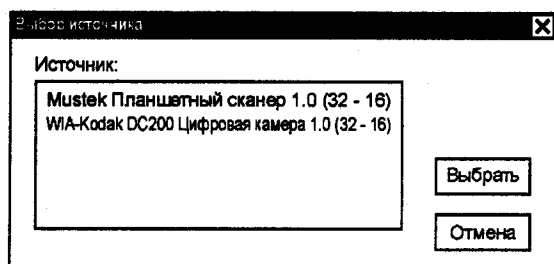 Выбор источника
Источник:
Mustek Планшетный сканер 1.0 (32 - 16)
WIA-Kodak DC200 Цифровая камера 1.0 (32 - 16)
Выбрать
Отмена